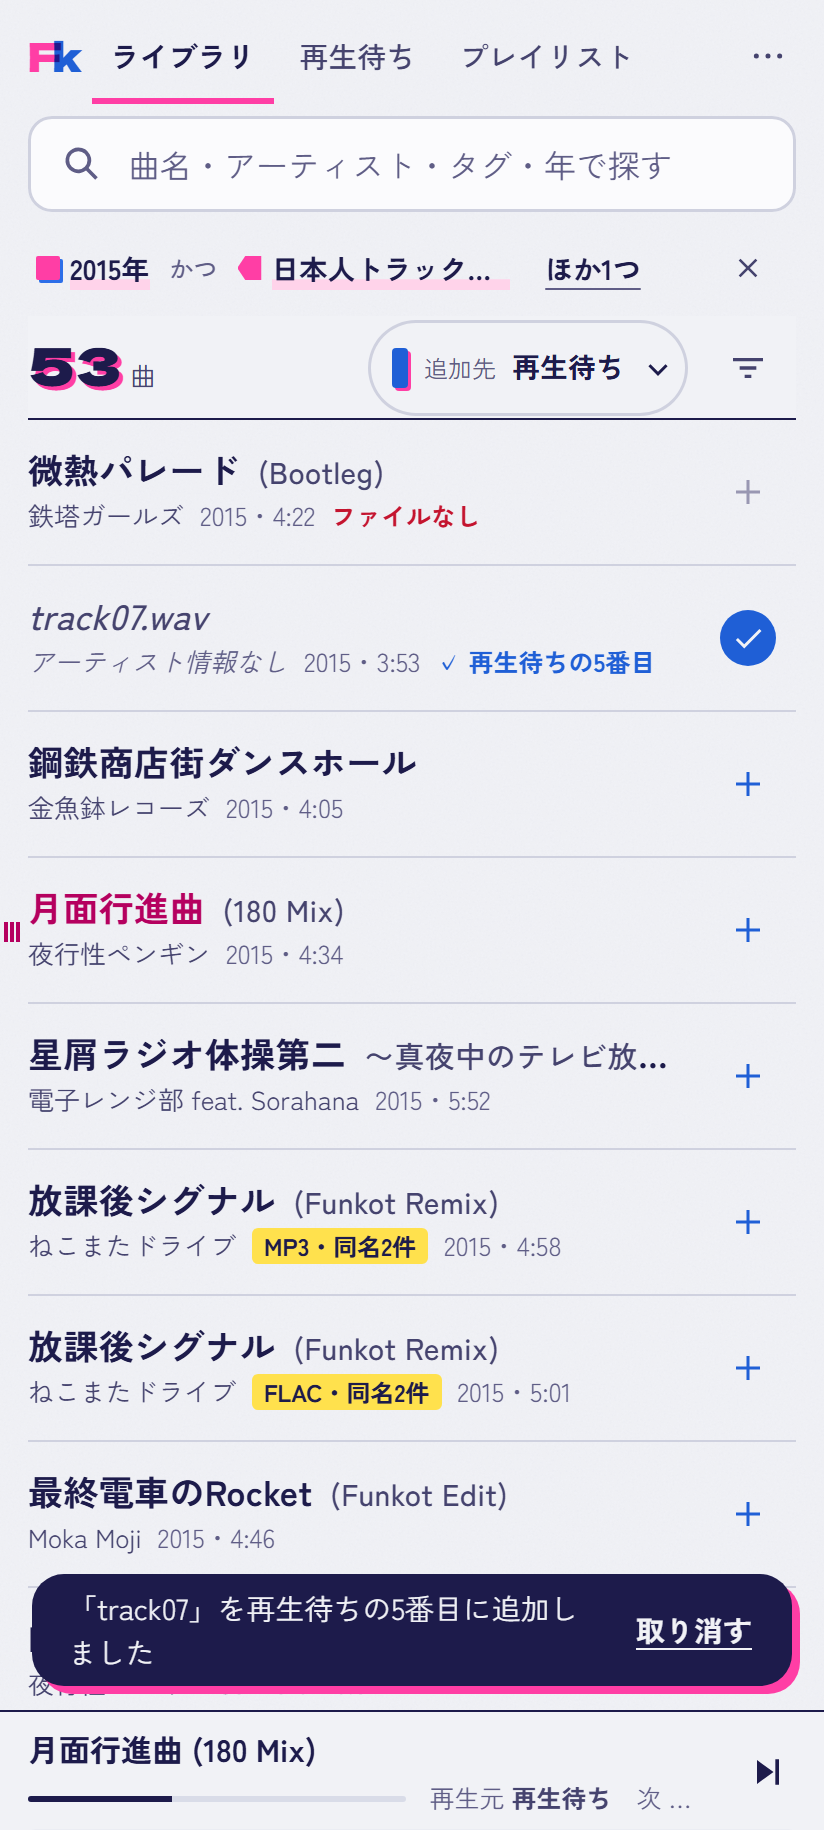 Fk ライブラリ 再生待ち プレイリスト …
曲名・アーティスト・タグ・年で探す
2015年 かつ 日本人トラック… ほか1つ
53 曲 追加先 再生待ち
微熱パレード (Bootleg)
鉄塔ガールズ 2015・4:22 ファイルなし
track07.wav
アーティスト情報なし 2015・3:53 ✓ 再生待ちの5番目
鋼鉄商店街ダンスホール
金魚鉢レコーズ 2015・4:05
月面行進曲 (180 Mix)
夜行性ペンギン 2015・4:34
星屑ラジオ体操第二 〜真夜中のテレビ放…
電子レンジ部 feat. Sorahana 2015・5:52
放課後シグナル (Funkot Remix)
ねこまたドライブ MP3・同名2件 2015・4:58
放課後シグナル (Funkot Remix)
ねこまたドライブ FLAC・同名2件 2015・5:01
最終電車のRocket (Funkot Edit)
Moka Moji 2015・4:46
「track07」を再生待ちの5番目に追加し
ました
取り消す
月面行進曲 (180 Mix)
再生元 再生待ち 次 …